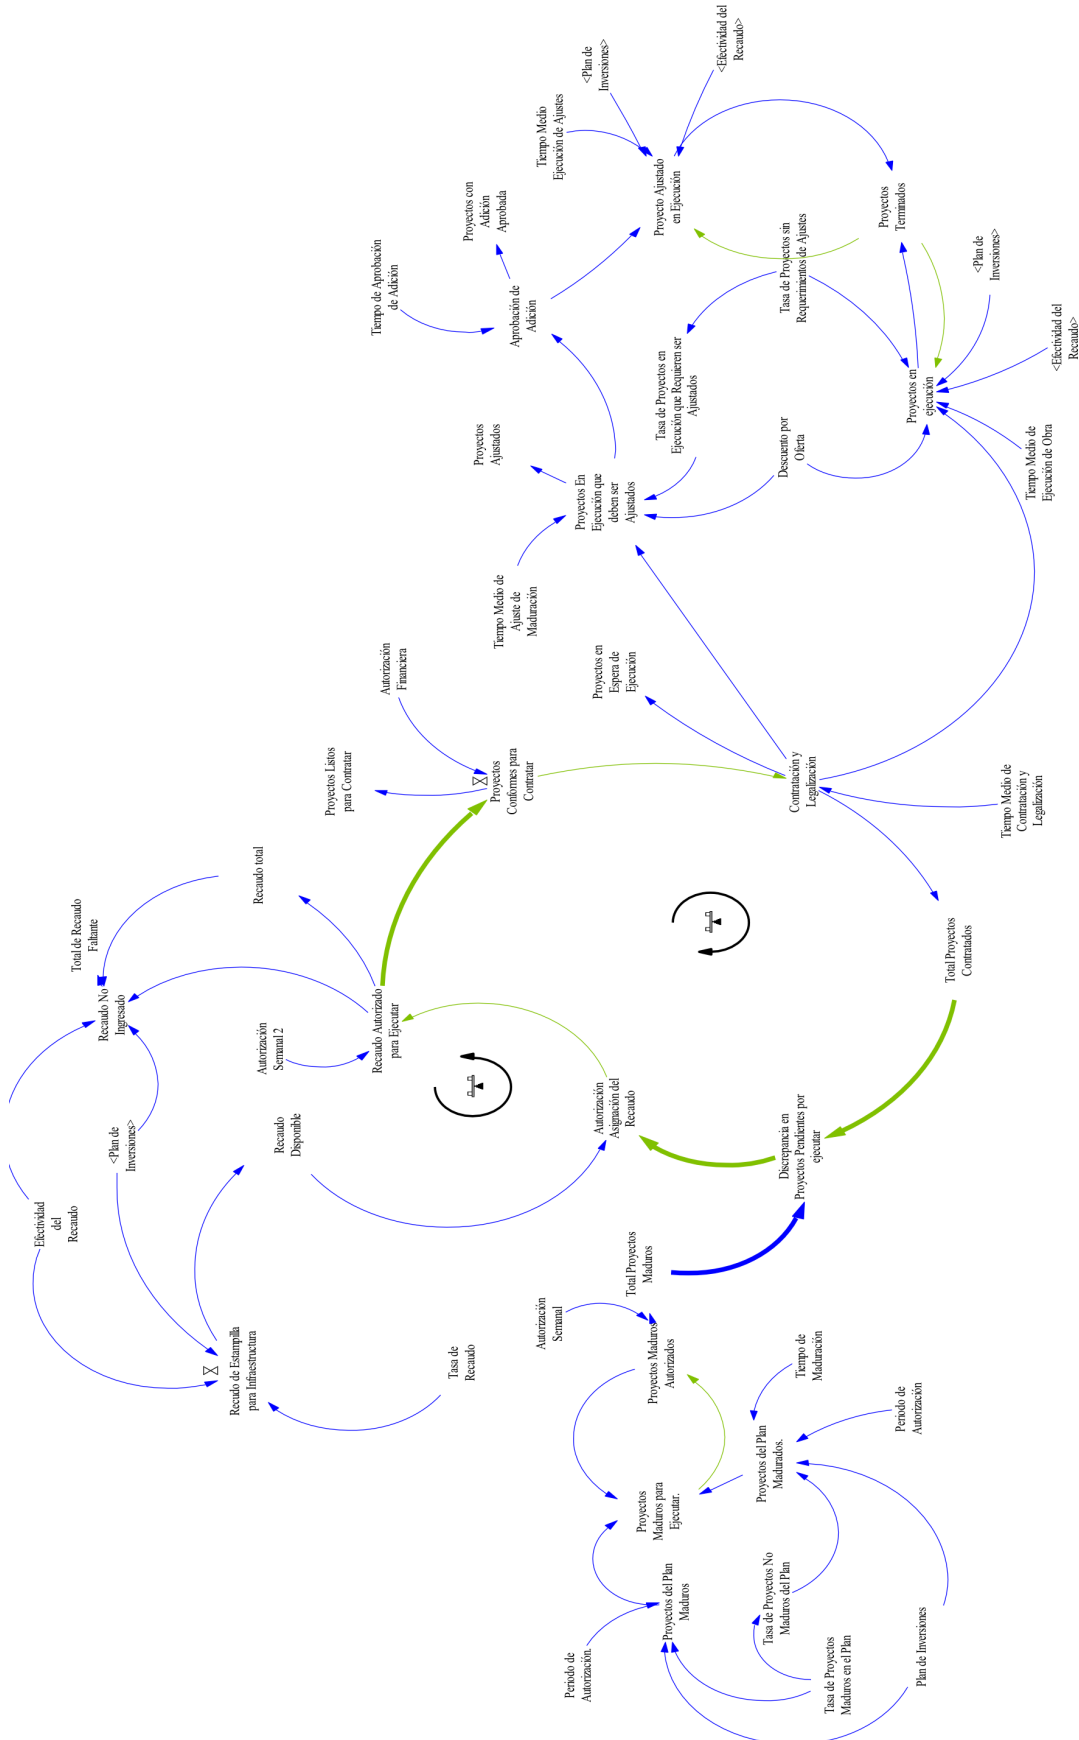 <Plan de
Inversiones>
<Efectividad del
Recaudo>
Tiempo Medio
Ejecución de Ajustes
Proyecto Ajustado
en Ejecución
Proyectos con
Adición
Aprobada
Tiempo de Aprobación
de Adición
Aprobación de
Adición
Proyectos
Terminados
Tasa de Proyectos sin
Requerimientos de Ajustes
<Plan de
Inversiones>
<Efectividad del
Recaudo>
Tasa de Proyectos en
Ejecución que Requieren ser
Ajustados
Proyectos en
ejecución
Proyectos
Ajustados
Proyectos En
Ejecución que
deben ser
Ajustados
Descuento por
Oferta
Tiempo Medio de
Ejecución de Obra
Tiempo Medio de
Ajuste de
Maduración
Autorización
Financiera
Proyectos en
Espera de
Ejecución
Proyectos Listos
para Contratar
Proyectos
Conformes para
Contratar
Contratación y
Legalización
Tiempo Medio de
Contratación y
Legalización
Recaudo total
Total de Recaudo
Faltante
Recaudo No
Ingresado
Autorización
Semanal 2
Recaudo Autorizado
para Ejecutar
Total Proyectos
Contratados
<Plan de
Inversiones>
Recaudo
Disponible
Autorización
Asignación del
Recaudo
Discrepancia en
Proyectos Pendientes por
ejecutar
Efectividad
del
Recaudo
Total Proyectos
Maduros
Recudo de Estampilla
para Infraestructura
Tasa de
Recaudo
Autorización
Semanal
Proyectos Maduros
Autorizados
Tiempo de
Maduración
Periodo de
Autorización
Proyectos
Maduros para
Ejecutar.
Proyectos del Plan
Madurados.
Proyectos del Plan
Maduros
Tasa de Proyectos No
Maduros del Plan
Periodo de
Autorización.
Tasa de Proyectos
Maduros en el Plan
Plan de Inversiones